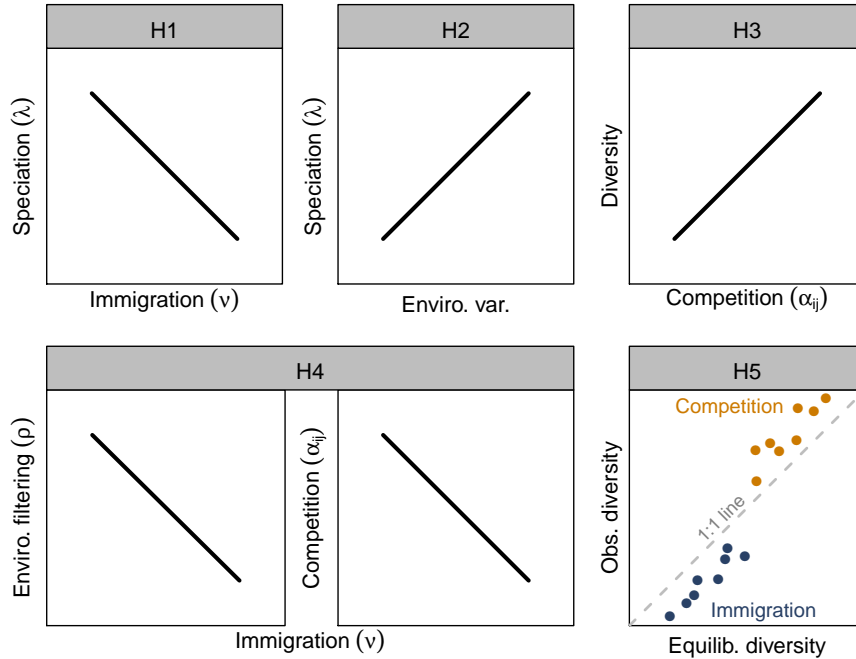 H1
H2
H3
Speciation (λ)
Immigration (ν)
Speciation (λ)
Enviro. var.
Diversity
Competition (αij)
H4
H5
Enviro. filtering (ρ)
Competition (αij)
Immigration (ν)
Obs. diversity
Competition
1:1 line
Immigration
Equilib. diversity